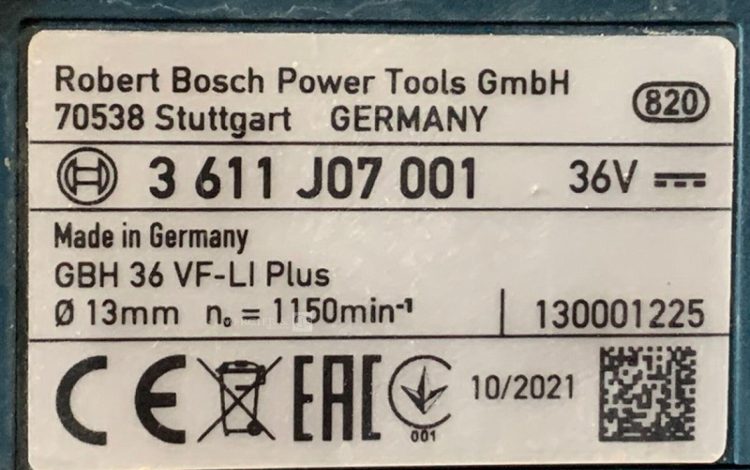 Robert Bosch Power Tools GmbH
70538 Stuttgart GERMANY
820
3 611 J07 001 36V
Made in Germany
GBH 36 VF-LI Plus
Ø 13mm n₀ = 1150min⁻¹ | 130001225
CE EAC 001 10/2021